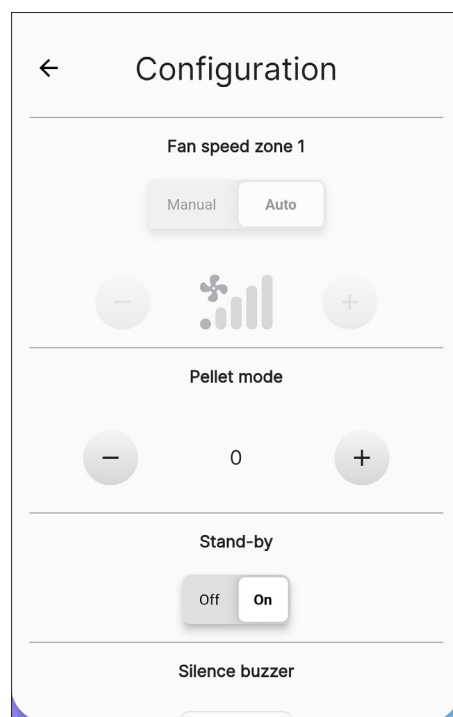 Configuration
Fan speed zone 1
Manual Auto
Pellet mode
− 0 +
Stand-by
Off On
Silence buzzer